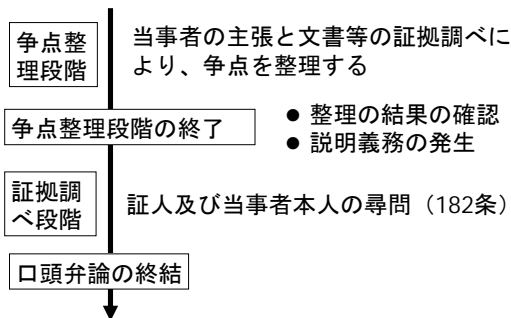 争点整
理段階
当事者の主張と文書等の証拠調べに
より、争点を整理する
争点整理段階の終了
● 整理の結果の確認
● 説明義務の発生
証拠調
べ段階
証人及び当事者本人の尋問（182条）
口頭弁論の終結